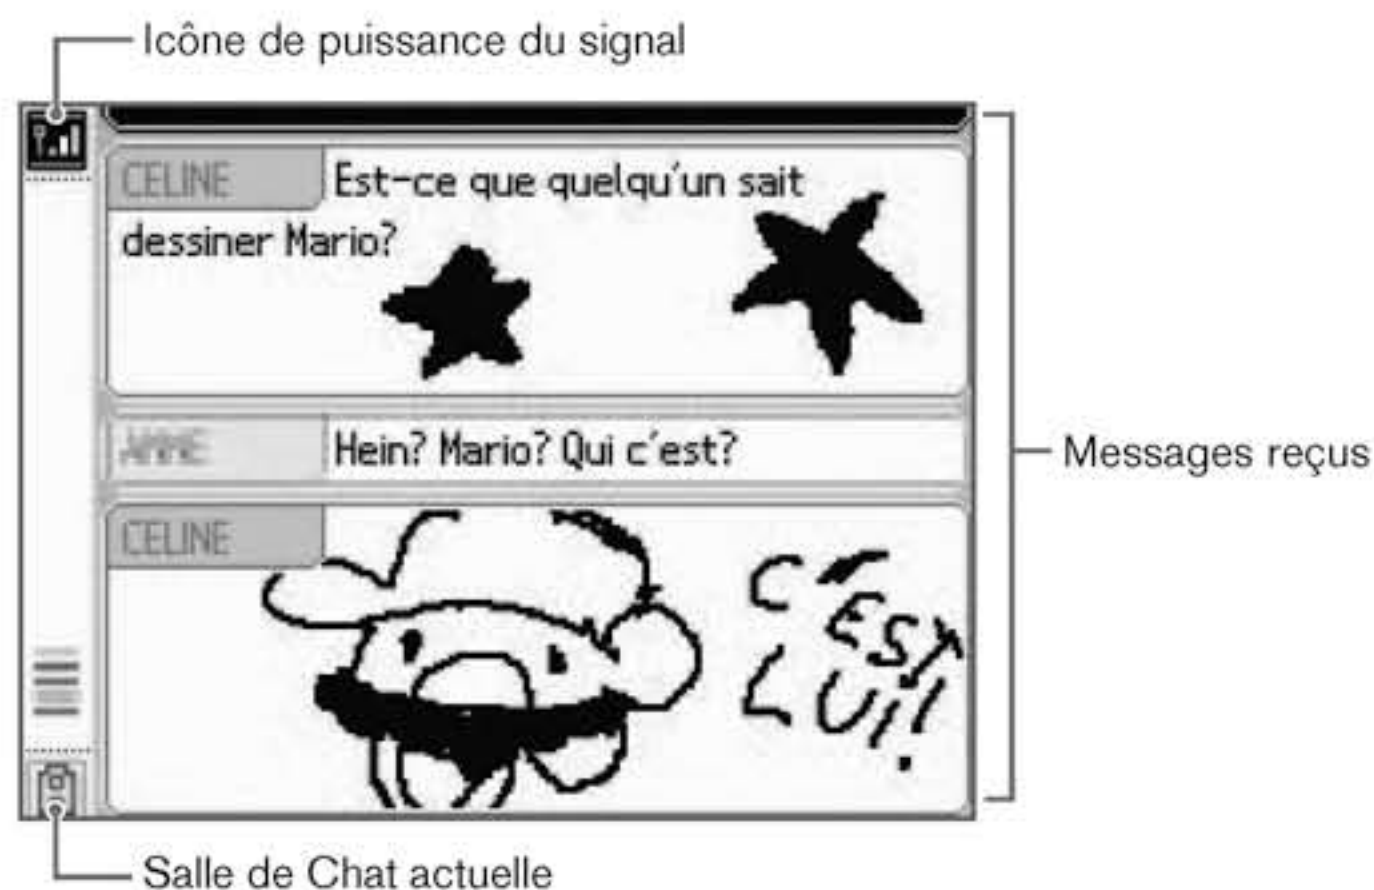 Icône de puissance du signal
CELINE
Est-ce que quelqu'un sait
dessiner Mario?
ANNE
Hein? Mario? Qui c'est?
Messages reçus
CELINE
C'EST
LUi!!
Salle de Chat actuelle